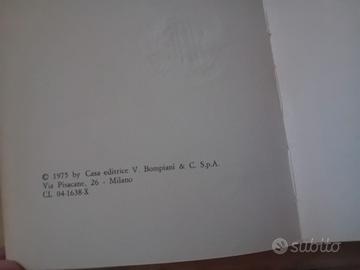 © 1975 by Casa editrice V. Bompiani & C. S.p.A.
Via Pisacane, 26 - Milano
CL 04-1638-X
subito